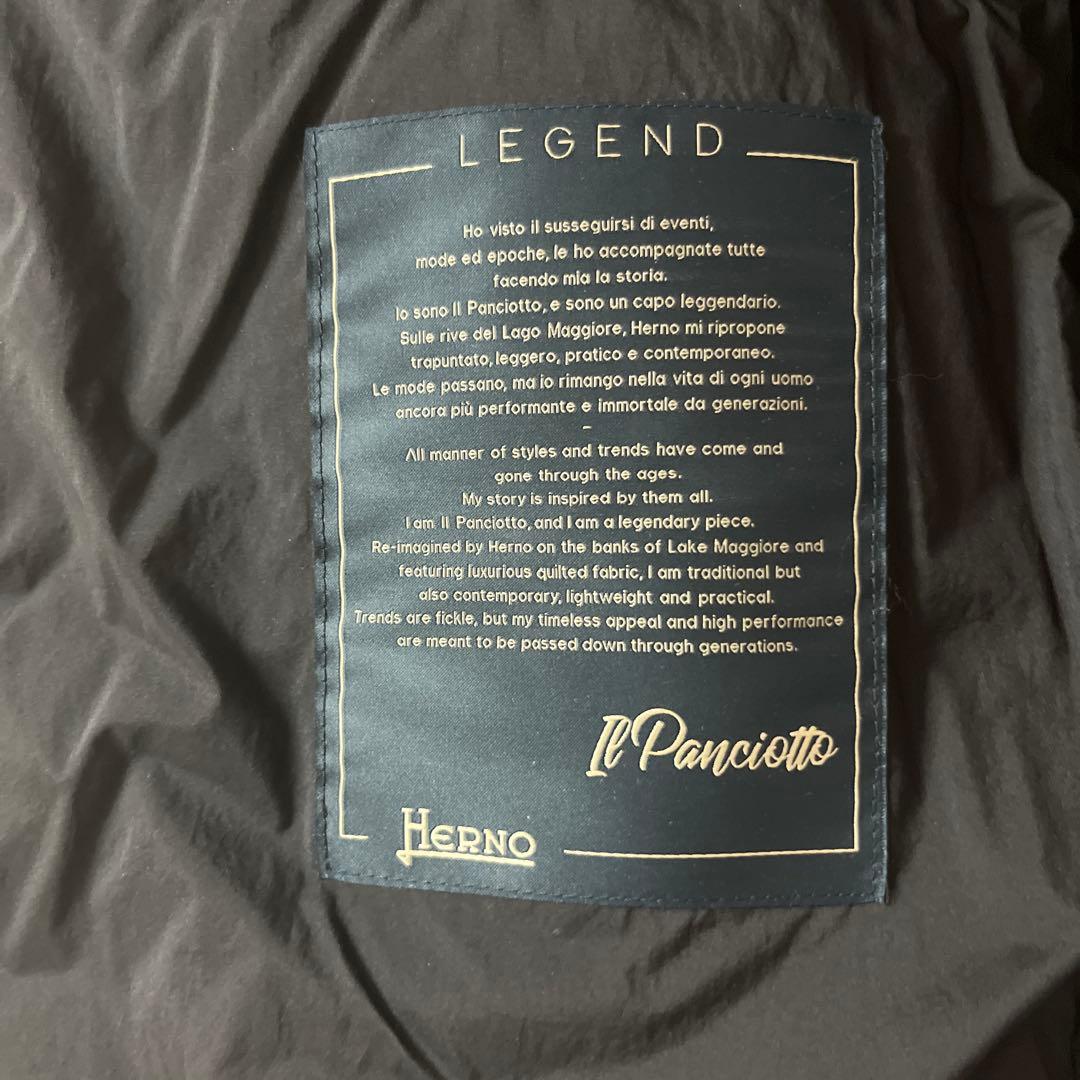 LEGEND
Ho visto il susseguirsi di eventi,
mode ed epoche, le ho accompagnate tutte
facendo mia la storia.
Io sono Il Panciotto, e sono un capo leggendario.
Sulle rive del Lago Maggiore, Herno mi ripropone
trapuntato, leggero, pratico e contemporaneo.
Le mode passano, ma io rimango nella vita di ogni uomo
ancora più performante e immortale da generazioni.
-
All manner of styles and trends have come and
gone through the ages.
My story is inspired by them all.
I am Il Panciotto, and I am a legendary piece.
Re-imagined by Herno on the banks of Lake Maggiore and
featuring luxurious quilted fabric, I am traditional but
also contemporary, lightweight and practical.
Trends are fickle, but my timeless appeal and high performance
are meant to be passed down through generations.
Il Panciotto
HERNO